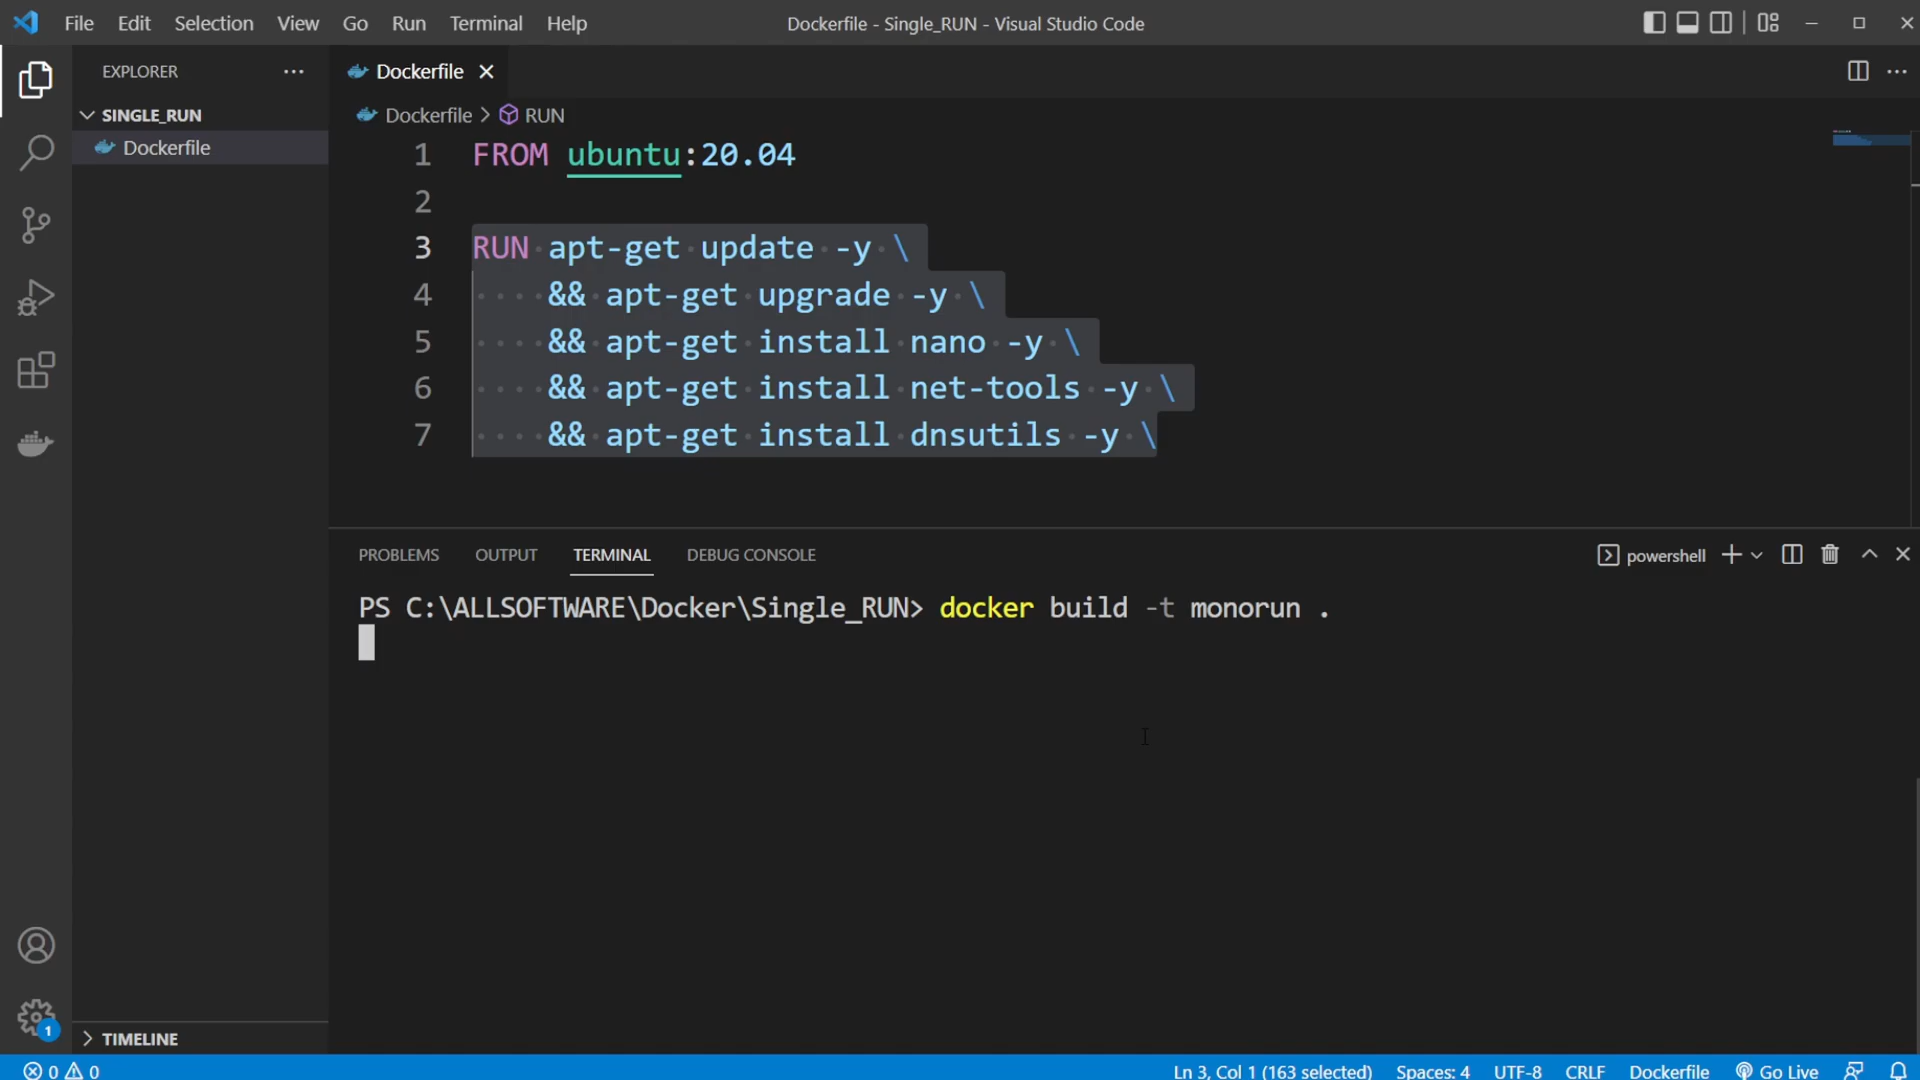 File Edit Selection View Go Run Terminal Help
Dockerfile - Single_RUN - Visual Studio Code
EXPLORER
SINGLE_RUN
Dockerfile
TIMELINE
Dockerfile
Dockerfile > RUN
1 FROM ubuntu:20.04
2
3 RUN apt-get update -y \
4 && apt-get upgrade -y \
5 && apt-get install nano -y \
6 && apt-get install net-tools -y \
7 && apt-get install dnsutils -y \
PROBLEMS OUTPUT TERMINAL DEBUG CONSOLE
powershell
PS C:\ALLSOFTWARE\Docker\Single_RUN> docker build -t monorun .
1
0 0
Ln 3, Col 1 (163 selected) Spaces: 4 UTF-8 CRLF Dockerfile Go Live